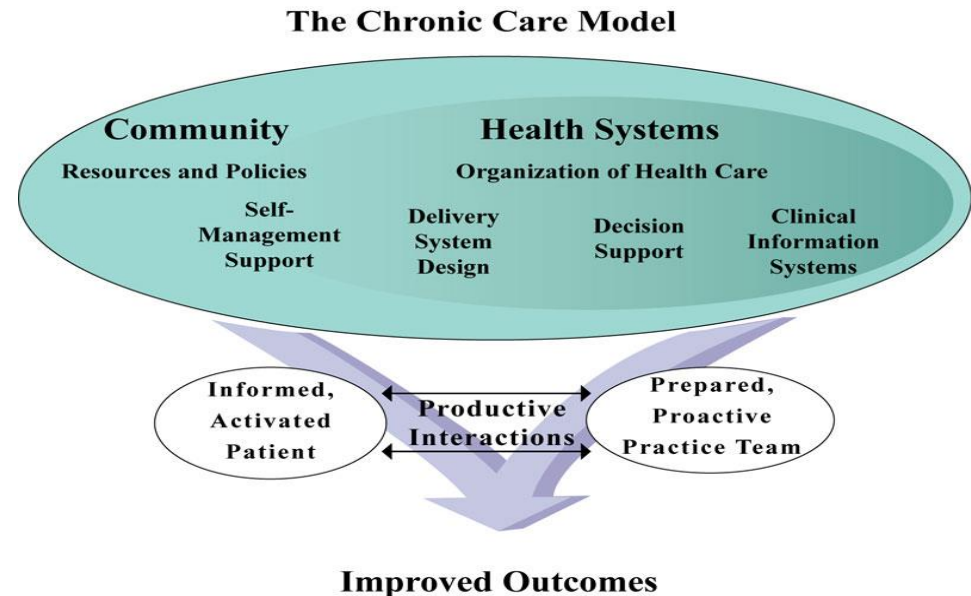 The Chronic Care Model
Community
Resources and Policies
Health Systems
Organization of Health Care
Self-
Management
Support
Delivery
System
Design
Decision
Support
Clinical
Information
Systems
Informed,
Activated
Patient
Productive
Interactions
Prepared,
Proactive
Practice Team
Improved Outcomes